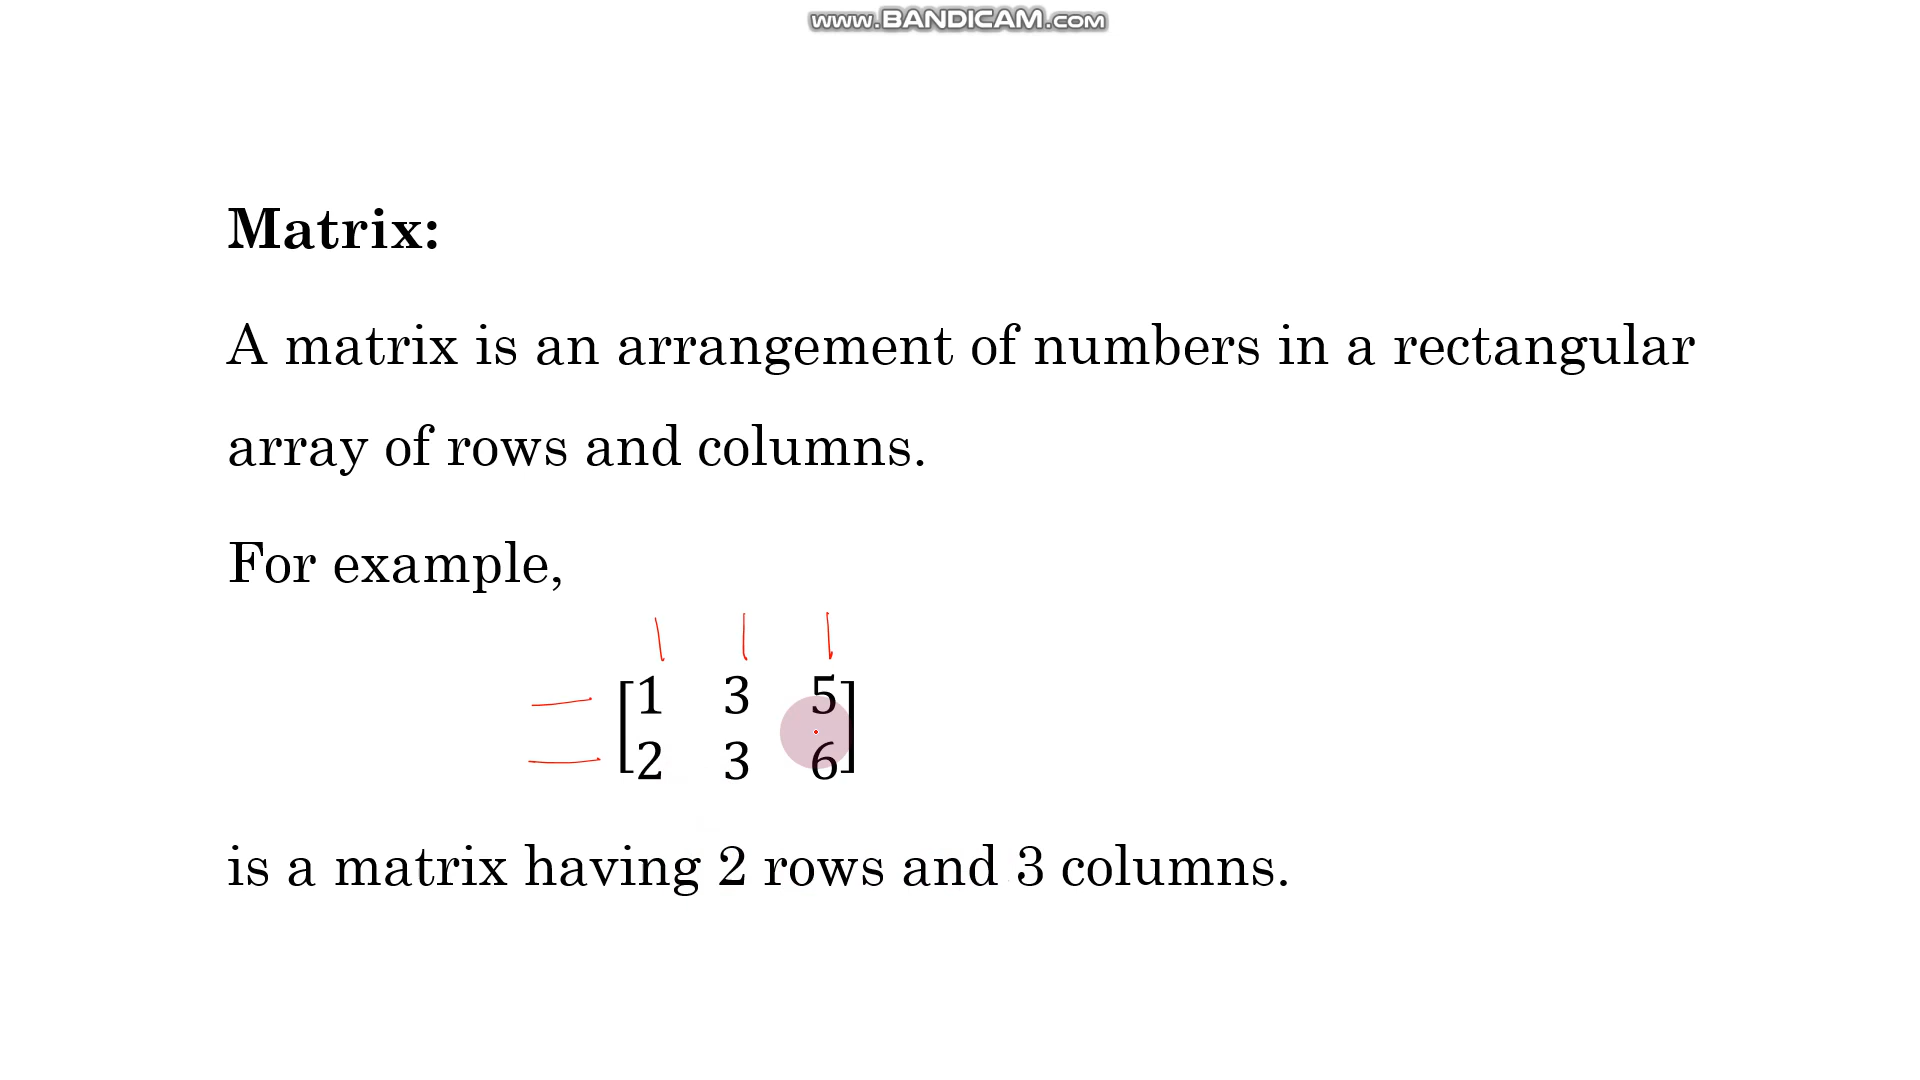 www.BANDICAM.com
Matrix:
A matrix is an arrangement of numbers in a rectangular
array of rows and columns.
For example,
[1 3 5
2 3 6]
is a matrix having 2 rows and 3 columns.